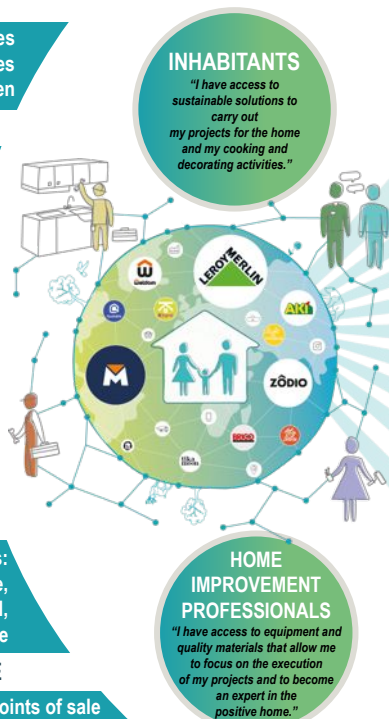 es
es
en
INHABITANTS
“I have access to
sustainable solutions to
carry out
my projects for the home
and my cooking and
decorating activities.”
LEROY MERLIN
AKI
M
ZÔDIO
s:
e,
l,
e
E
oints of sale
HOME
IMPROVEMENT
PROFESSIONALS
“I have access to equipment and
quality materials that allow me
to focus on the execution
of my projects and to become
an expert in the
positive home.”